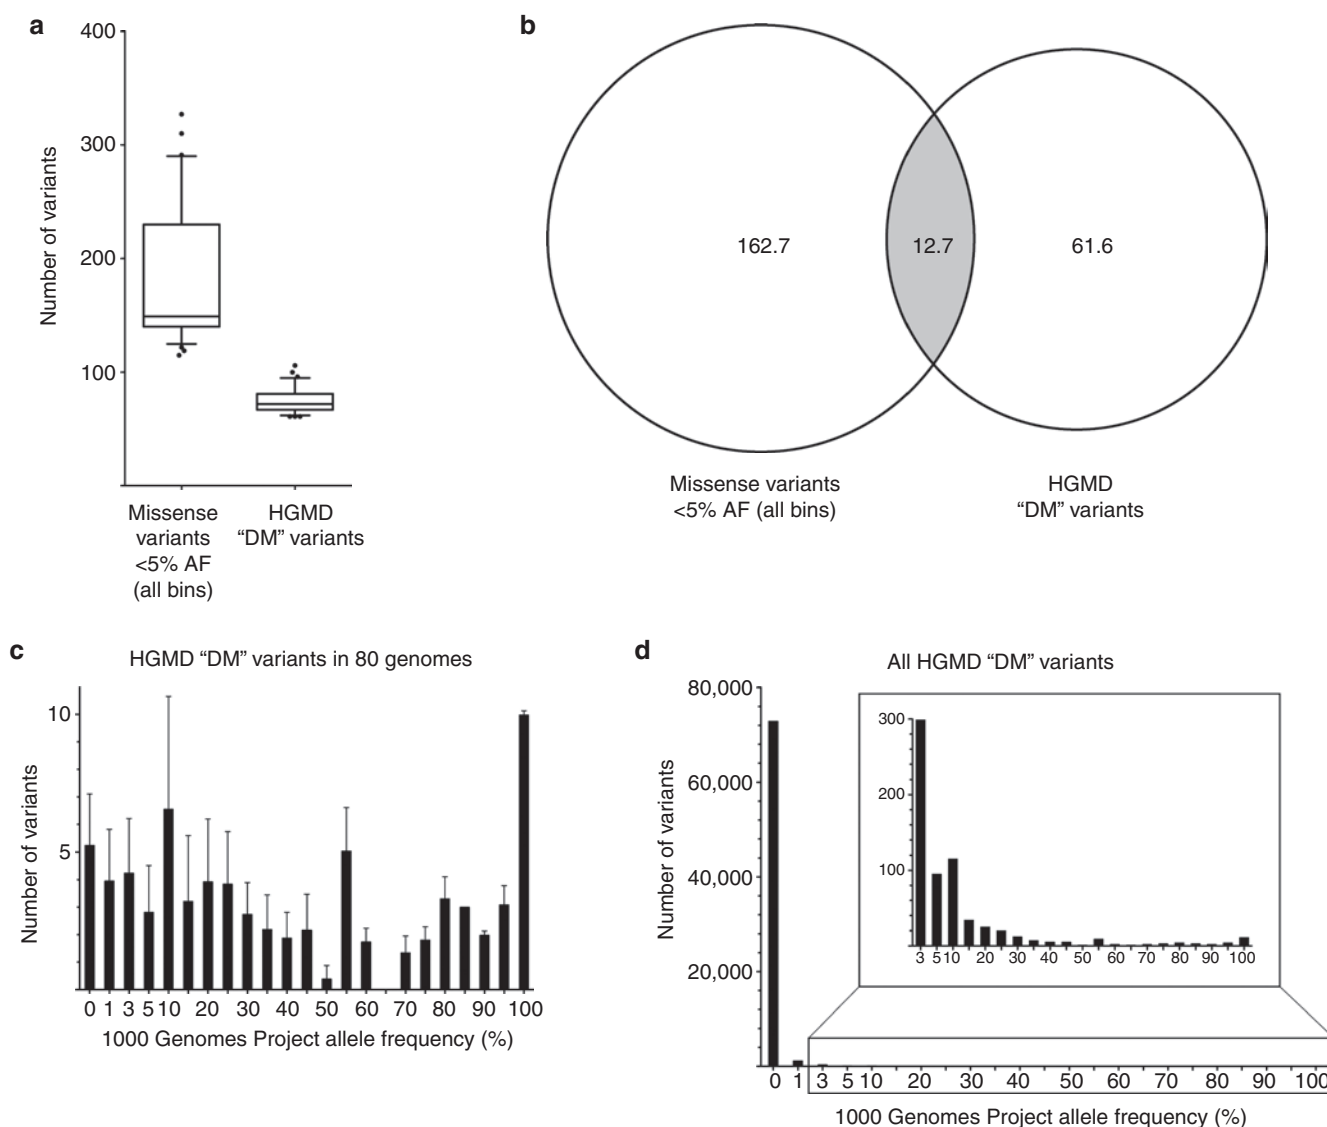 a
400
300
200
100
Number of variants
Missense
variants
<5% AF
(all bins)
HGMD
“DM” variants
b
162.7
12.7
61.6
Missense variants
<5% AF (all bins)
HGMD
“DM” variants
c
HGMD “DM” variants in 80 genomes
10
5
Number of variants
0 1 3 5 10 20 30 40 50 60 70 80 90 100
1000 Genomes Project allele frequency (%)
d
All HGMD “DM” variants
80,000
60,000
40,000
20,000
Number of variants
300
200
100
3 5 10 20 30 40 50 60 70 80 90 100
0 1 3 5 10 20 30 40 50 60 70 80 90 100
1000 Genomes Project allele frequency (%)